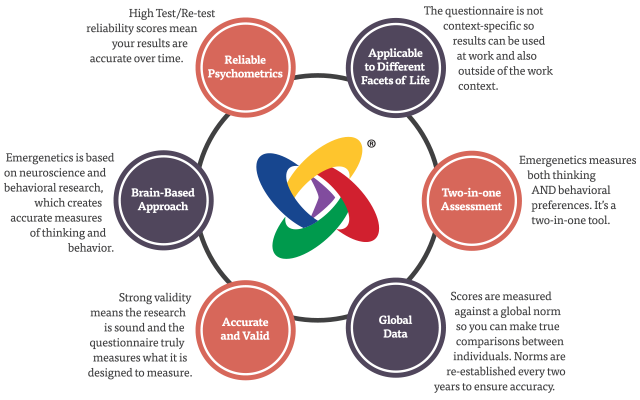 High Test/Re-test
reliability scores mean
your results are
accurate over time.
Reliable
Psychometrics
Applicable
to Different
Facets of Life
The questionnaire is not
context-specific so
results can be used
at work and also
outside of the work
context.
Emergenetics is based
on neuroscience and
behavioral research,
which creates
accurate measures
of thinking and
behavior.
Brain-Based
Approach
®
Two-in-one
Assessment
Emergenetics measures
both thinking
AND behavioral
preferences. It's a
two-in-one tool.
Strong validity
means the research
is sound and the
questionnaire truly
measures what it is
designed to measure.
Accurate
and Valid
Global
Data
Scores are measured
against a global norm
so you can make true
comparisons between
individuals. Norms are
re-established every two
years to ensure accuracy.